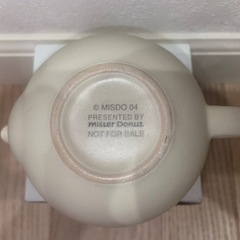 © MISDO 04
PRESENTED BY
mister Donut
NOT FOR SALE